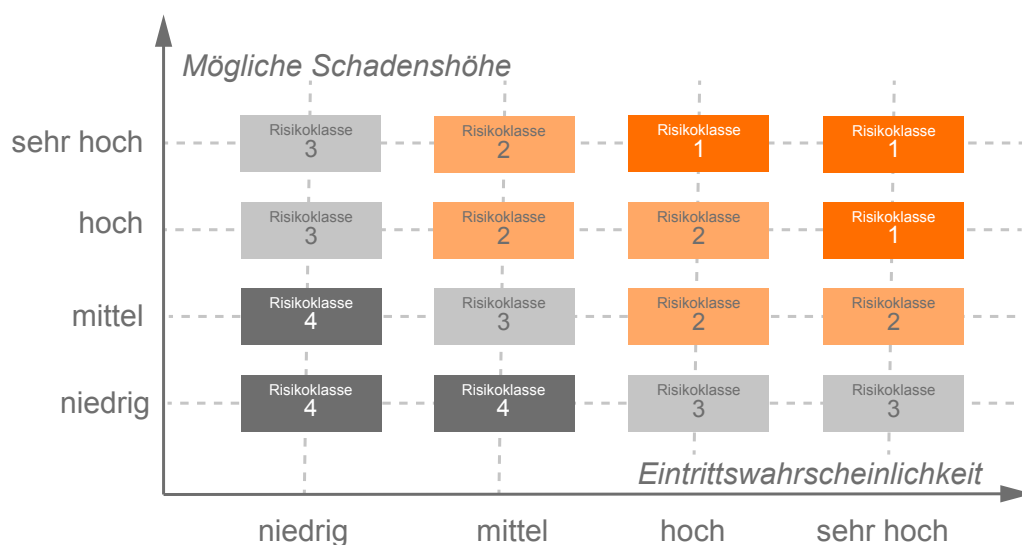 Mögliche Schadenshöhe
sehr hoch
Risikoklasse
3
Risikoklasse
2
Risikoklasse
1
Risikoklasse
1
hoch
Risikoklasse
3
Risikoklasse
2
Risikoklasse
2
Risikoklasse
1
mittel
Risikoklasse
4
Risikoklasse
3
Risikoklasse
2
Risikoklasse
2
niedrig
Risikoklasse
4
Risikoklasse
4
Risikoklasse
3
Risikoklasse
3
Eintrittswahrscheinlichkeit
niedrig
mittel
hoch
sehr hoch